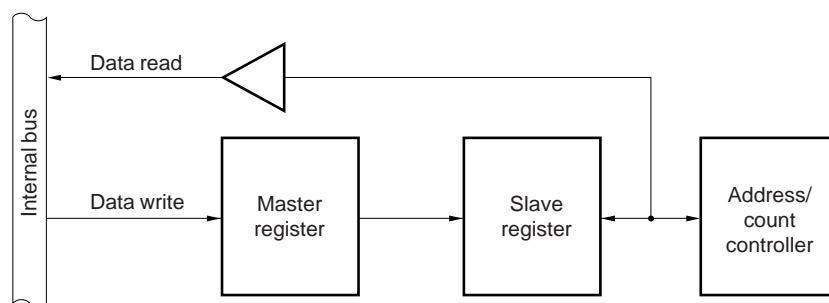 Data read
Internal bus
Data write
Master
register
Slave
register
Address/
count
controller